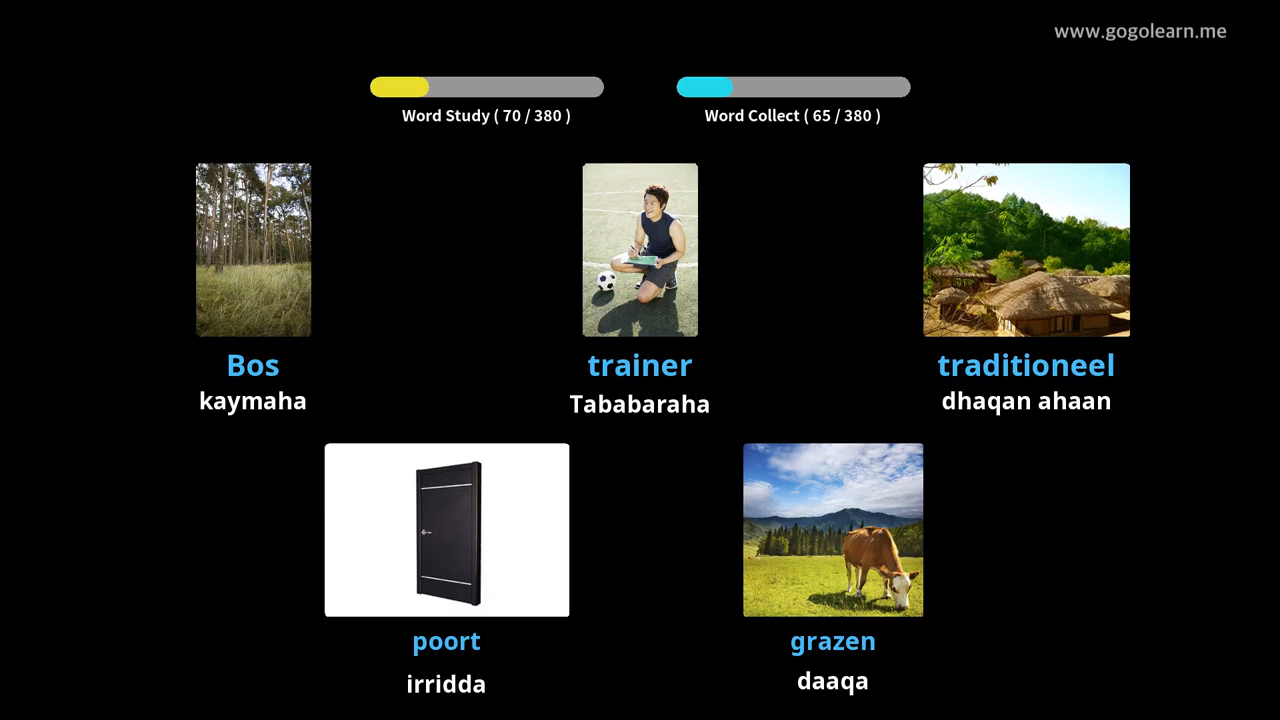 www.gogolearn.me
Word Study ( 70 / 380 )
Word Collect ( 65 / 380 )
Bos
kaymaha
trainer
Tababaraha
traditioneel
dhaqan ahaan
poort
irridda
grazen
daaqa